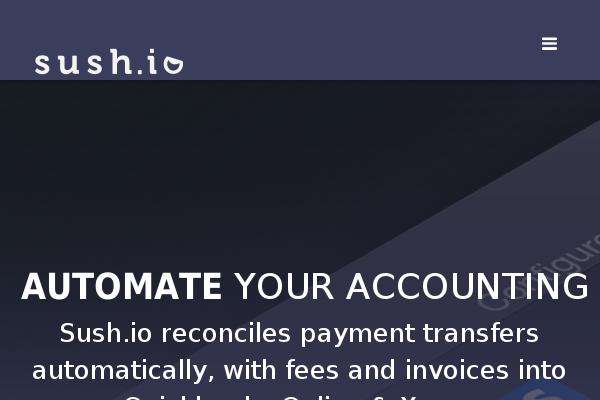 sush.io
AUTOMATE YOUR ACCOUNTING
Sush.io reconciles payment transfers
automatically, with fees and invoices into